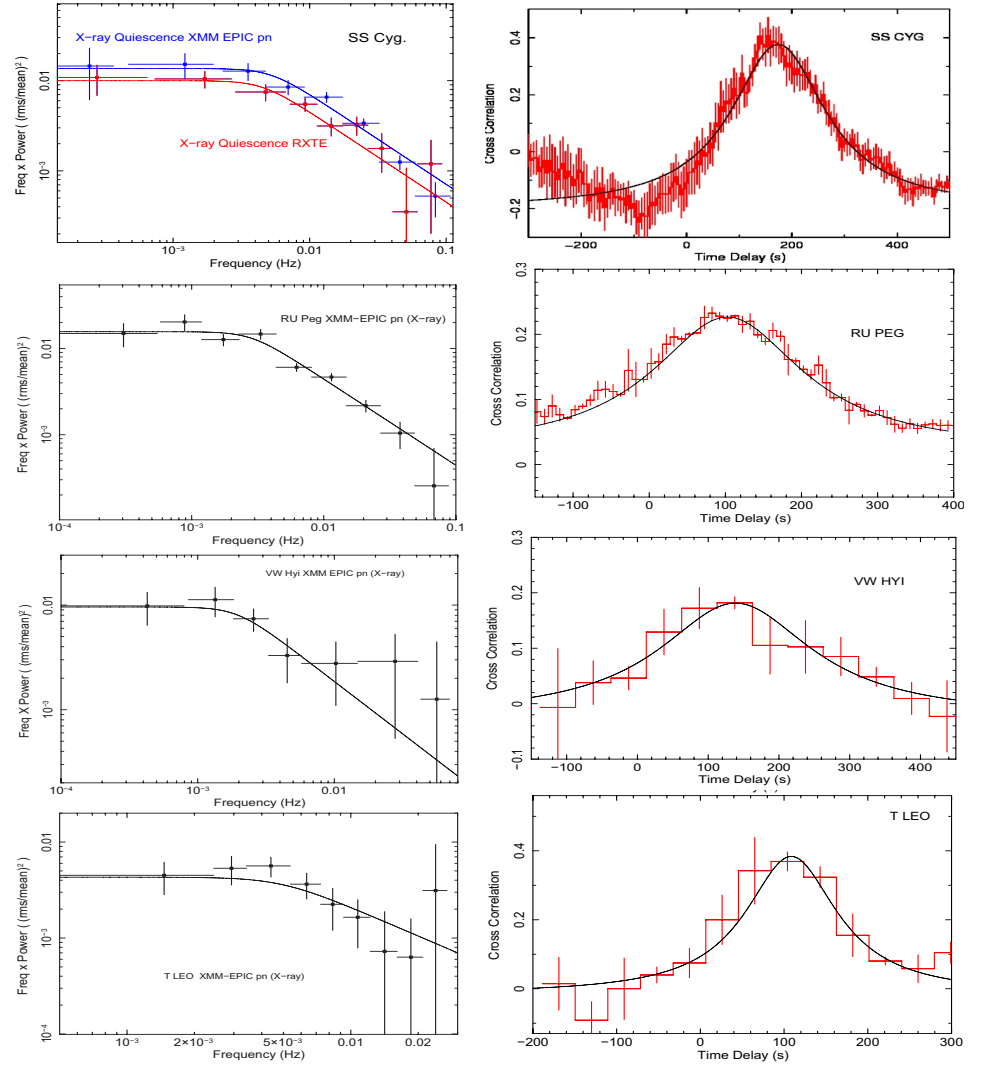 SS Cyg.
X-ray Quiescence XMM EPIC pn
X-ray Quiescence RXTE
Freq x Power ( (rms/mean)² )
0.01
10⁻³
10⁻³ 0.01 0.1
Frequency (Hz)
SS CYG
Cross Correlation
0.4
0.2
0
-0.2
-200 0 200 400
Time Delay (s)
RU Peg XMM-EPIC pn (X-ray)
Freq x Power ( (rms/mean)² )
0.01
10⁻³
10⁻⁴ 10⁻³ 0.01 0.1
Frequency (Hz)
RU PEG
Cross Correlation
0.3
0.2
0.1
0
-100 0 100 200 300 400
Time Delay (s)
VW Hyi XMM EPIC pn (X-ray)
Freq X Power ( (rms/mean)² )
0.01
10⁻³
10⁻⁴ 10⁻³ 0.01
Frequency (Hz)
VW HYI
Cross Correlation
0.3
0.2
0.1
0
-0.1
-100 0 100 200 300 400
Time Delay (s)
T LEO XMM-EPIC pn (X-ray)
Freq x Power ( (rms/mean)² )
0.01
10⁻³
10⁻⁴
10⁻³ 2×10⁻³ 5×10⁻³ 0.01 0.02
Frequency (Hz)
T LEO
Cross Correlation
0.4
0.2
0
-200 -100 0 100 200 300
Time Delay (s)